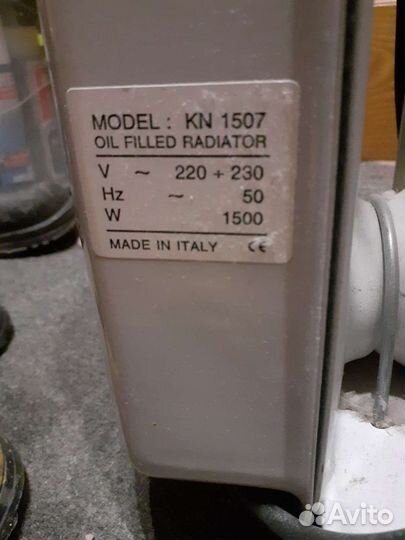 MODEL : KN 1507
OIL FILLED RADIATOR
V ~ 220 ÷ 230
Hz ~ 50
W 1500
MADE IN ITALY CE
Avito